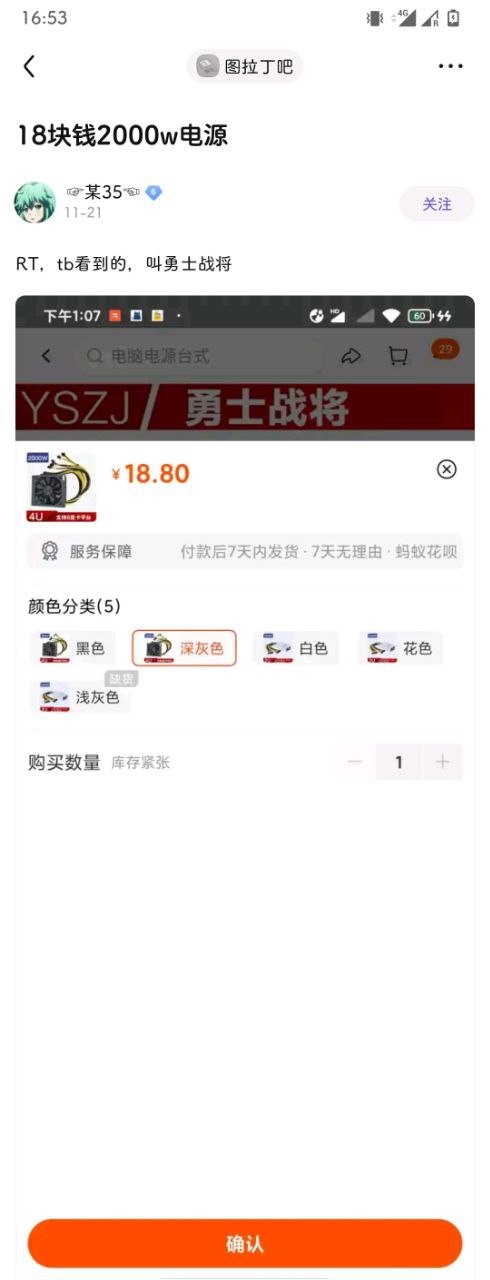 16:53
4G
R
图拉丁吧
18块钱2000w电源
☞某35☜ 6
11-21
关注
RT，tb看到的，叫勇士战将
下午1:07
HD
60
电脑电源台式
29
YSZJ/ 勇士战将
2000W
¥18.80
4U
服务保障
付款后7天内发货 · 7天无理由 · 蚂蚁花呗
颜色分类(5)
黑色
深灰色
白色
花色
缺货
浅灰色
购买数量 库存紧张
1
确认